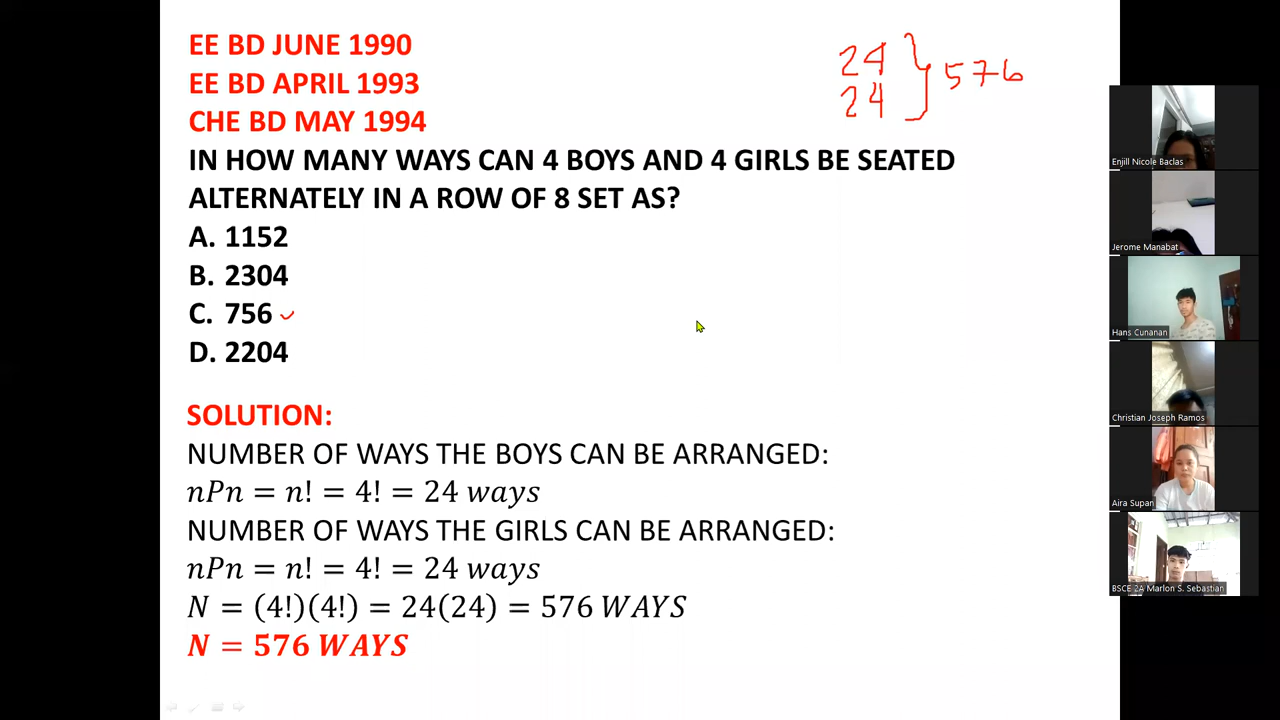 EE BD JUNE 1990
EE BD APRIL 1993
CHE BD MAY 1994
24
24
576
IN HOW MANY WAYS CAN 4 BOYS AND 4 GIRLS BE SEATED
ALTERNATELY IN A ROW OF 8 SET AS?
A. 1152
B. 2304
C. 756
D. 2204
SOLUTION:
NUMBER OF WAYS THE BOYS CAN BE ARRANGED:
nPn = n! = 4! = 24 ways
NUMBER OF WAYS THE GIRLS CAN BE ARRANGED:
nPn = n! = 4! = 24 ways
N = (4!)(4!) = 24(24) = 576 WAYS
N = 576 WAYS
Enjill Nicole Baclas
Jerome Manabat
Hans Cunanan
Christian Joseph Ramos
Aira Supan
BSCE 2A Marlon S. Sebastian